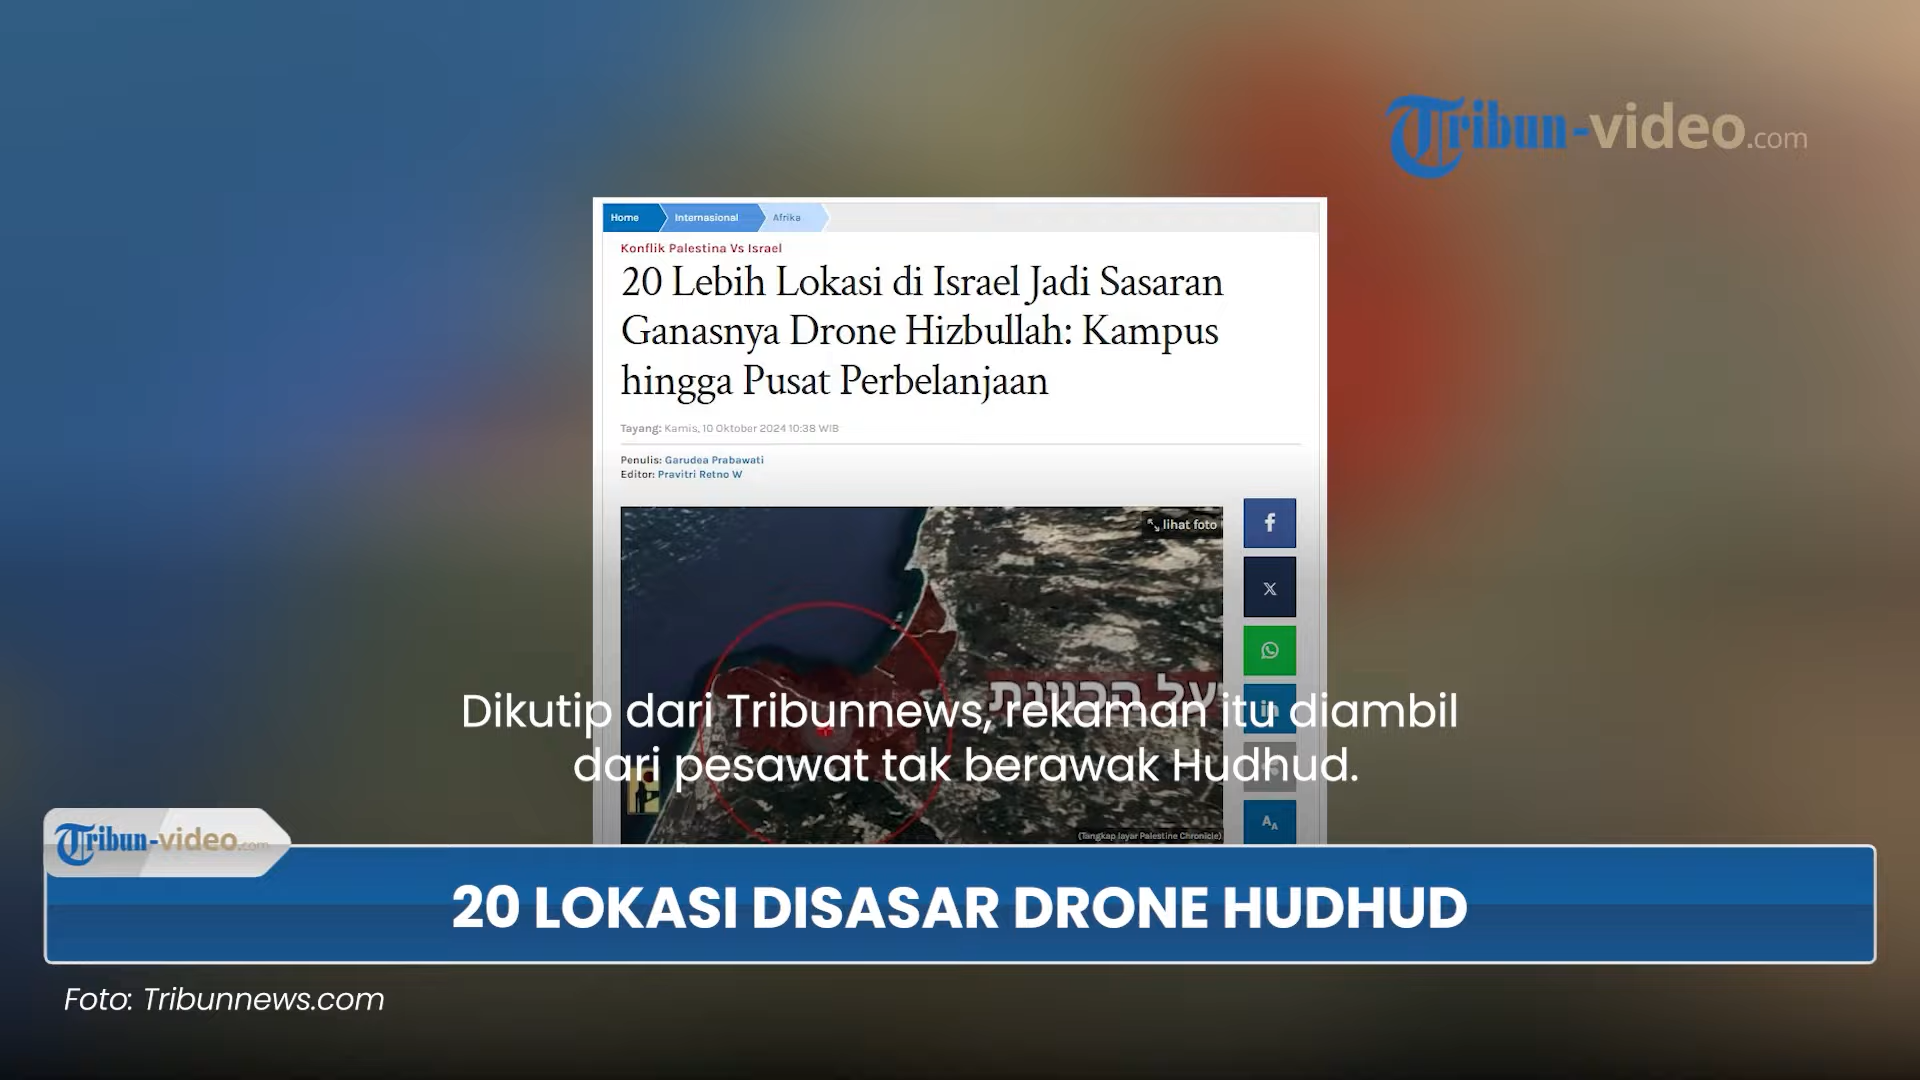 Tribun-video.com
Home Internasional Afrika
Konflik Palestina Vs Israel
20 Lebih Lokasi di Israel Jadi Sasaran
Ganasnya Drone Hizbullah: Kampus
hingga Pusat Perbelanjaan
Tayang: Kamis, 10 Oktober 2024 10:38 WIB
Penulis: Garudea Prabawati
Editor: Pravitri Retno W
lihat foto
על הכוונת
Dikutip dari Tribunnews, rekaman itu diambil
dari pesawat tak berawak Hudhud.
(Tangkap layar Palestine Chronicle)
AA
Tribun-video.com
20 LOKASI DISASAR DRONE HUDHUD
Foto: Tribunnews.com